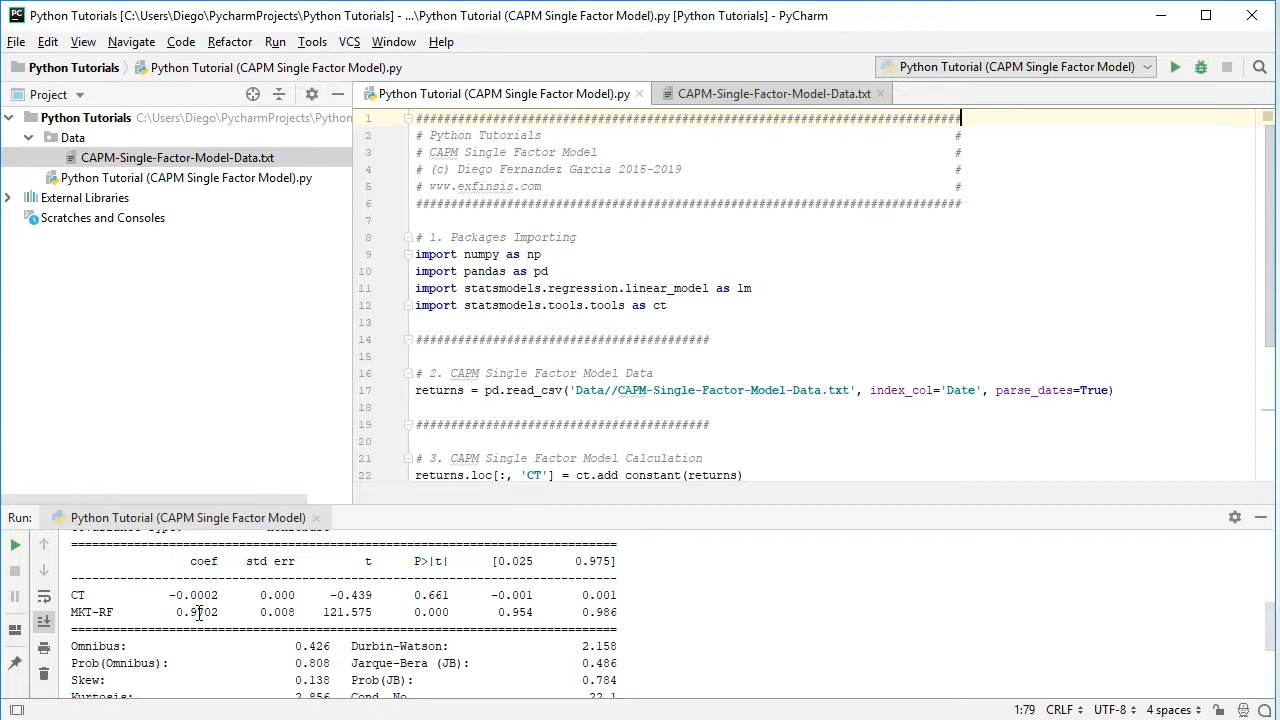 Python Tutorials [C:\Users\Diego\PycharmProjects\Python Tutorials] - ...\Python Tutorial (CAPM Single Factor Model).py [Python Tutorials] - PyCharm
File Edit View Navigate Code Refactor Run Tools VCS Window Help
Python Tutorials Python Tutorial (CAPM Single Factor Model).py Python Tutorial (CAPM Single Factor Model)
Project Python Tutorial (CAPM Single Factor Model).py CAPM-Single-Factor-Model-Data.txt
Python Tutorials C:\Users\Diego\PycharmProjects\Python
Data
CAPM-Single-Factor-Model-Data.txt
Python Tutorial (CAPM Single Factor Model).py
External Libraries
Scratches and Consoles
1 ##############################################################################
2 # Python Tutorials #
3 # CAPM Single Factor Model #
4 # (c) Diego Fernandez Garcia 2015-2019 #
5 # www.exfinsis.com #
6 ##############################################################################
7
8 # 1. Packages Importing
9 import numpy as np
10 import pandas as pd
11 import statsmodels.regression.linear_model as lm
12 import statsmodels.tools.tools as ct
13
14 ##########################################
15
16 # 2. CAPM Single Factor Model Data
17 returns = pd.read_csv('Data//CAPM-Single-Factor-Model-Data.txt', index_col='Date', parse_dates=True)
18
19 ##########################################
20
21 # 3. CAPM Single Factor Model Calculation
22 returns.loc[:, 'CT'] = ct.add_constant(returns)
Run: Python Tutorial (CAPM Single Factor Model)
==============================================================================
coef std err t P>|t| [0.025 0.975]
------------------------------------------------------------------------------
CT -0.0002 0.000 -0.439 0.661 -0.001 0.001
MKT-RF 0.9702 0.008 121.575 0.000 0.954 0.986
==============================================================================
Omnibus: 0.426 Durbin-Watson: 2.158
Prob(Omnibus): 0.808 Jarque-Bera (JB): 0.486
Skew: 0.138 Prob(JB): 0.784
Kurtosis: 2.856 Cond. No. 22.1
1:79 CRLF UTF-8 4 spaces